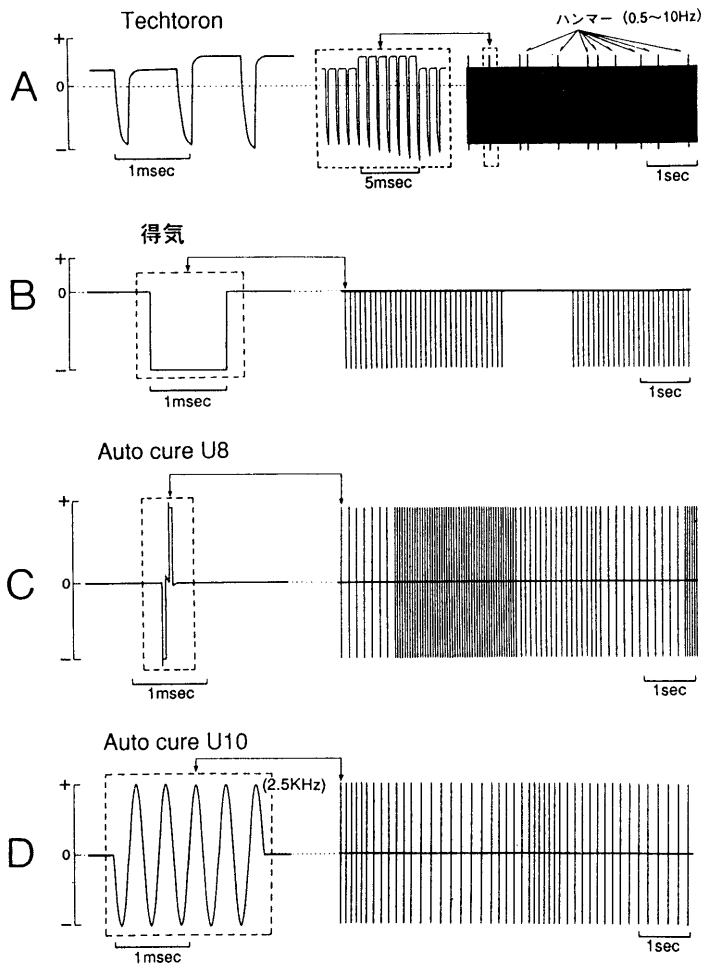 Techtoron
ハンマー (0.5～10Hz)
A
+
0
−
1msec
5msec
1sec
得気
B
+
0
−
1msec
1sec
Auto cure U8
C
+
0
−
1msec
1sec
Auto cure U10
(2.5KHz)
D
+
0
−
1msec
1sec